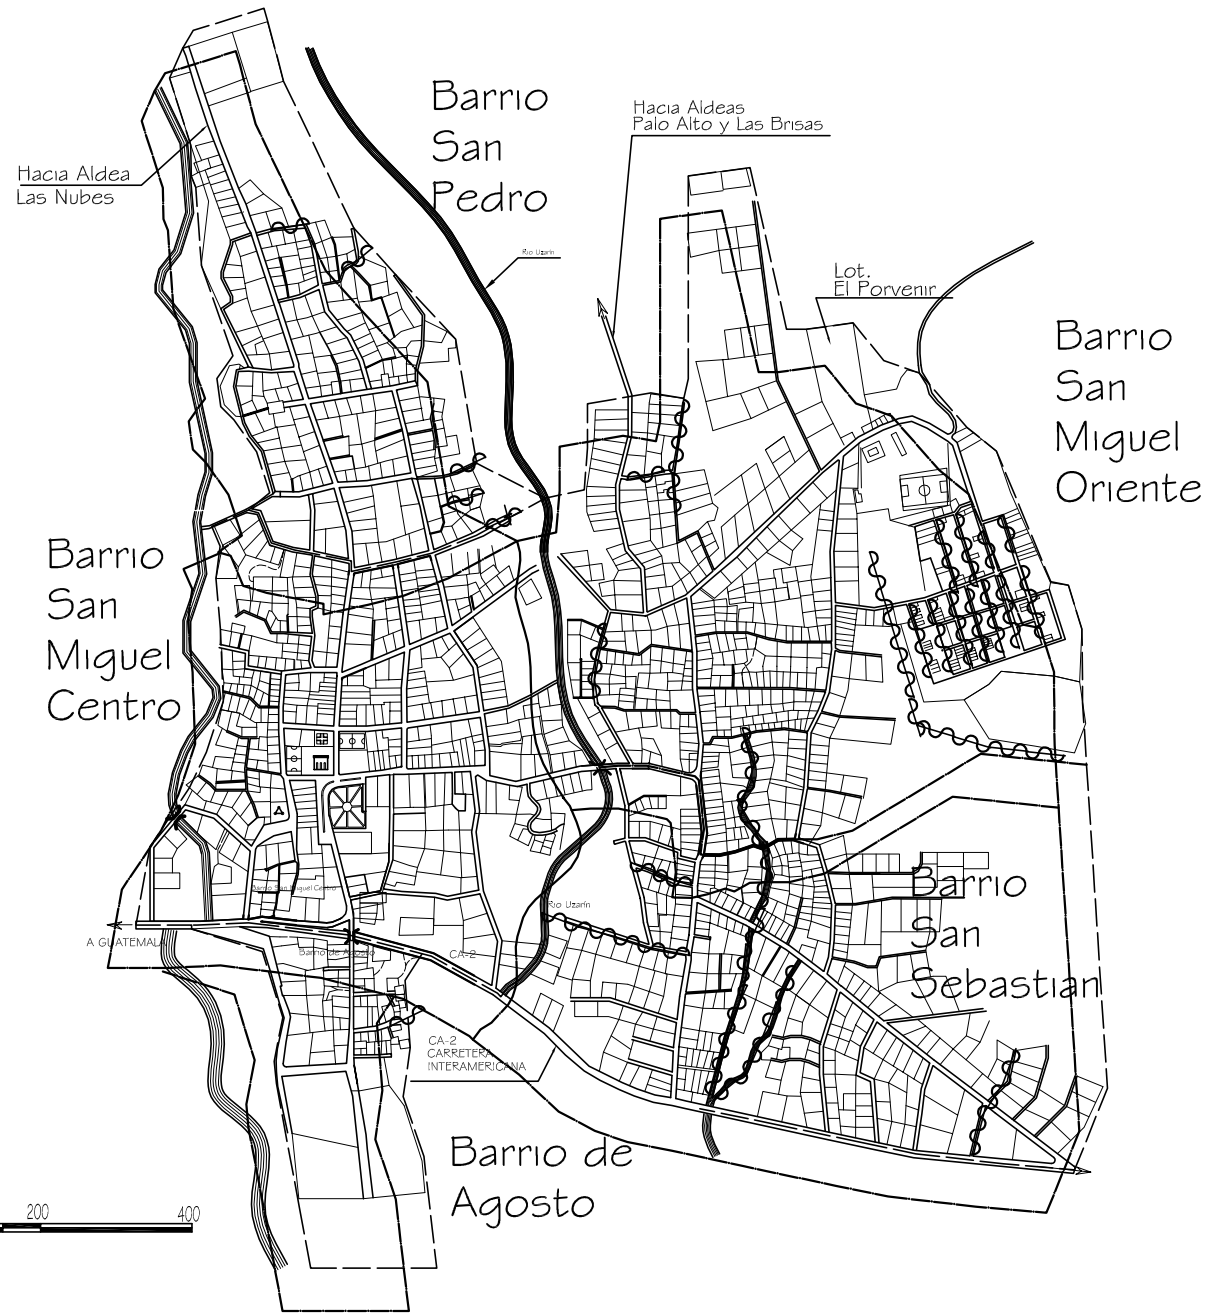 Barrio
San
Pedro
Hacia Aldeas
Palo Alto y Las Brisas
Hacia Aldea
Las Nubes
Rio Uzarín
Lot.
El Porvenir
Barrio
San
Miguel
Oriente
Barrio
San
Miguel
Centro
Barrio San Miguel Centro
Rio Uzarín
A GUATEMALA
Barrio de Agosto
CA-2
Barrio
San
Sebastian
CA-2
CARRETERA
INTERAMERICANA
Barrio de
Agosto
200
400